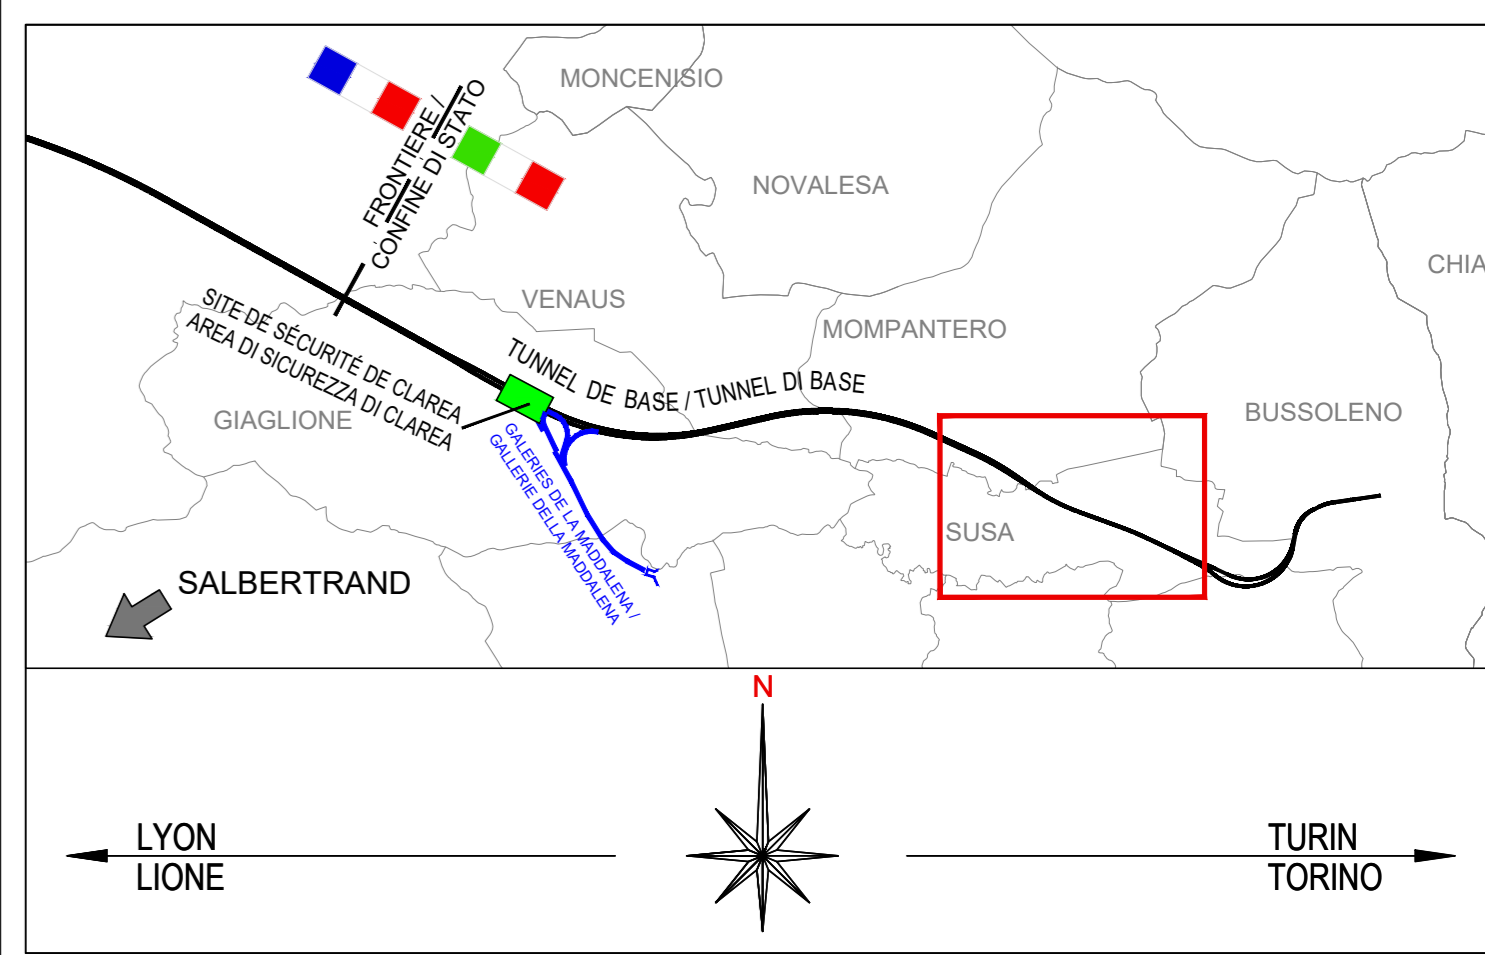 MONCENISIO
FRONTIERE /
CONFINE DI STATO
NOVALESA
CHIA
VENAUS
MOMPANTERO
SITE DE SÉCURITÉ DE CLAREA
AREA DI SICUREZZA DI CLAREA
TUNNEL DE BASE / TUNNEL DI BASE
GIAGLIONE
BUSSOLENO
GALERIES DE LA MADDALENA /
GALLERIE DELLA MADDALENA
SUSA
SALBERTRAND
N
LYON
LIONE
TURIN
TORINO